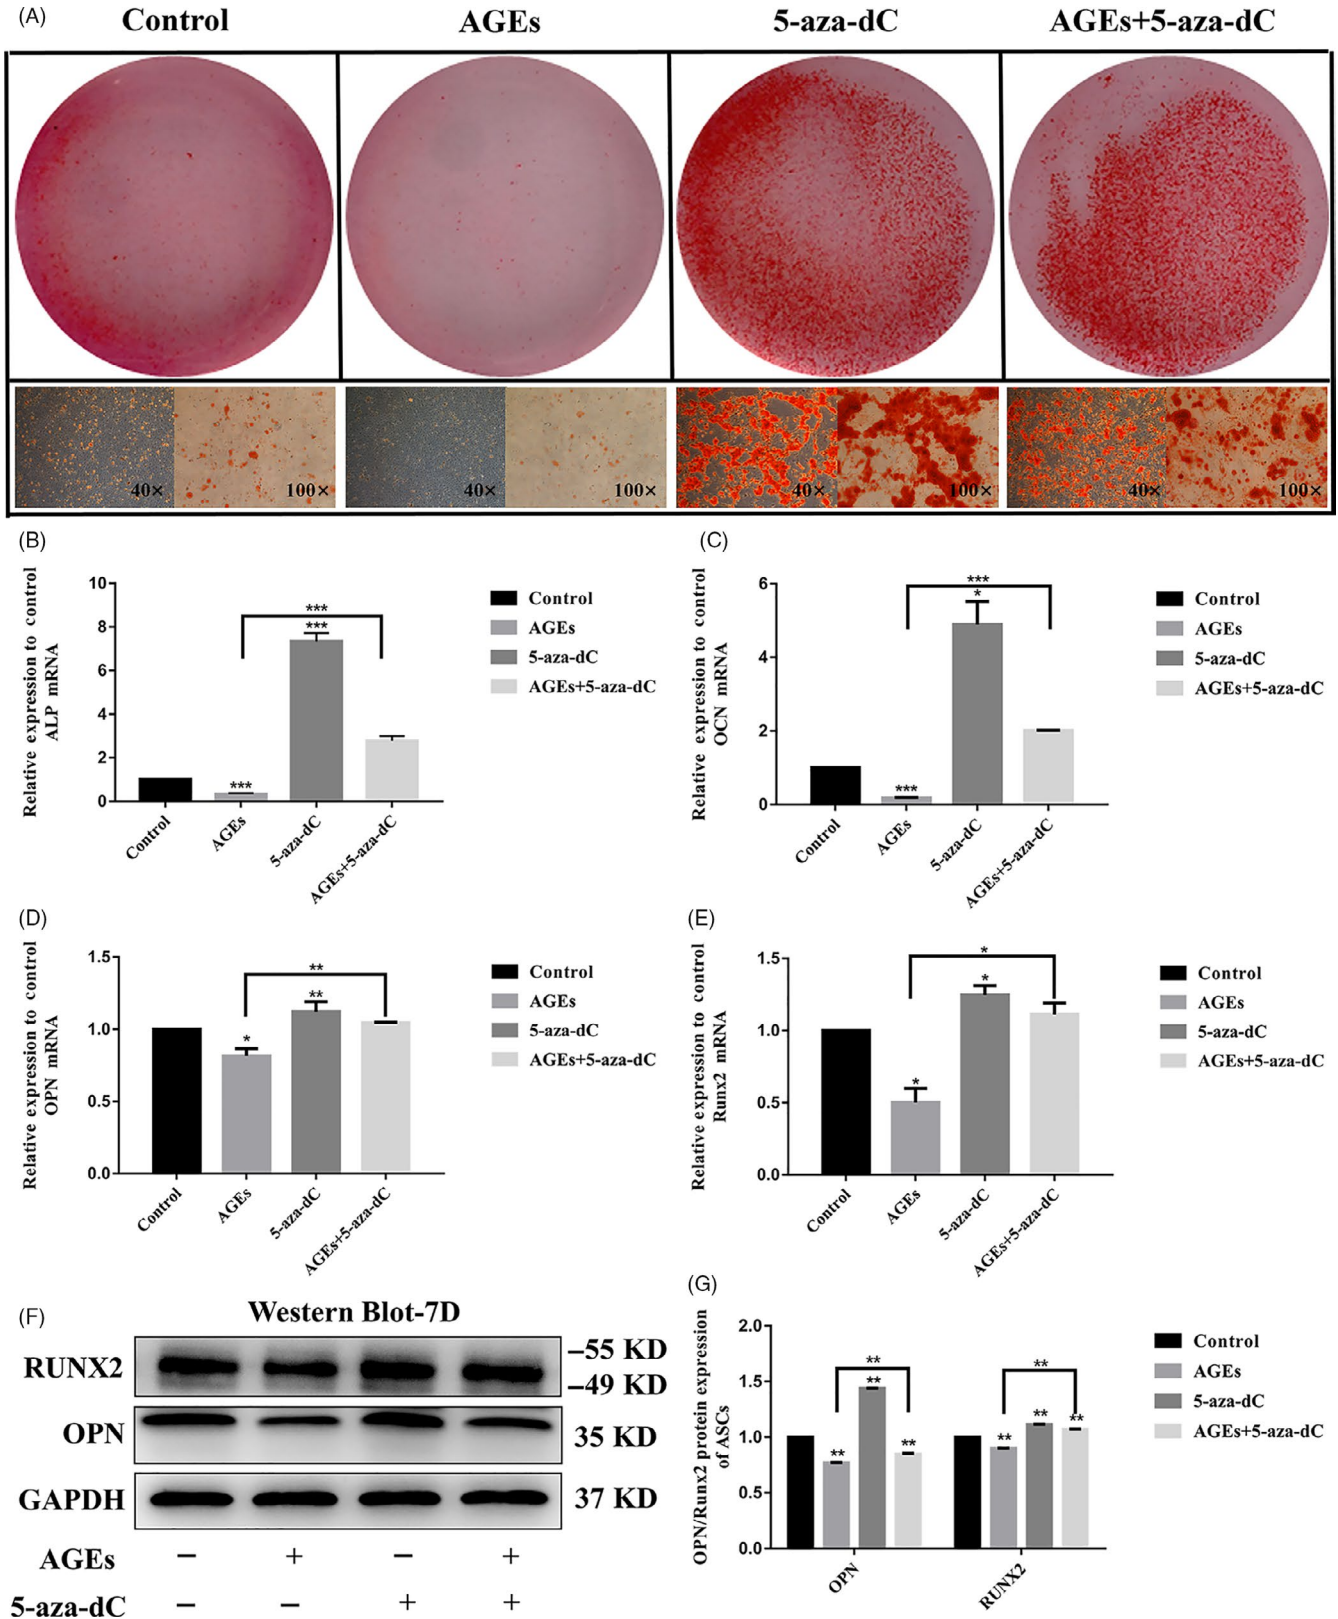 (A) Control AGEs 5-aza-dC AGEs+5-aza-dC
40× 100× 40× 100× 40× 100× 40× 100×
(B)
Relative expression to control
ALP mRNA
10
8
6
4
2
0
***
***
***
Control
AGEs
5-aza-dC
AGEs+5-aza-dC
Control
AGEs
5-aza-dC
AGEs+5-aza-dC
(C)
Relative expression to control
OCN mRNA
6
4
2
0
***
*
***
Control
AGEs
5-aza-dC
AGEs+5-aza-dC
Control
AGEs
5-aza-dC
AGEs+5-aza-dC
(D)
Relative expression to control
OPN mRNA
1.5
1.0
0.5
0.0
**
**
*
Control
AGEs
5-aza-dC
AGEs+5-aza-dC
Control
AGEs
5-aza-dC
AGEs+5-aza-dC
(E)
Relative expression to control
Runx2 mRNA
1.5
1.0
0.5
0.0
*
*
*
Control
AGEs
5-aza-dC
AGEs+5-aza-dC
Control
AGEs
5-aza-dC
AGEs+5-aza-dC
(F)
Western Blot-7D
RUNX2 –55 KD
–49 KD
OPN 35 KD
GAPDH 37 KD
AGEs − + − +
5-aza-dC − − + +
(G)
OPN/Runx2 protein expression
of ASCs
2.0
1.5
1.0
0.5
0.0
** **
**
** ** ** ** **
OPN RUNX2
Control
AGEs
5-aza-dC
AGEs+5-aza-dC